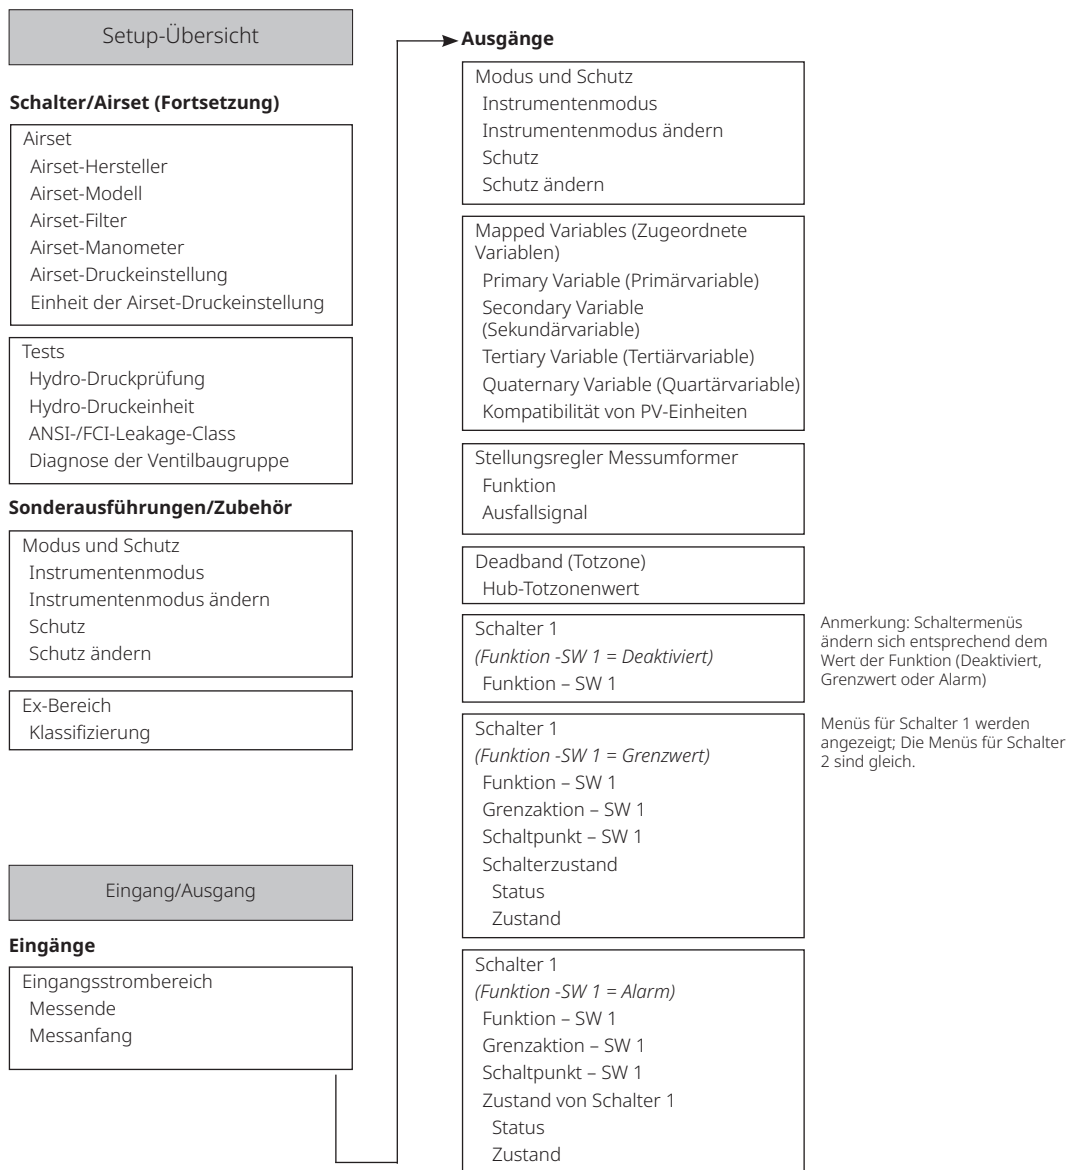 Setup-Übersicht
Schalter/Airset (Fortsetzung)
Airset
Airset-Hersteller
Airset-Modell
Airset-Filter
Airset-Manometer
Airset-Druckeinstellung
Einheit der Airset-Druckeinstellung
Tests
Hydro-Druckprüfung
Hydro-Druckeinheit
ANSI-/FCI-Leakage-Class
Diagnose der Ventilbaugruppe
Sonderausführungen/Zubehör
Modus und Schutz
Instrumentenmodus
Instrumentenmodus ändern
Schutz
Schutz ändern
Ex-Bereich
Klassifizierung
Eingang/Ausgang
Eingänge
Eingangsstrombereich
Messende
Messanfang
Ausgänge
Modus und Schutz
Instrumentenmodus
Instrumentenmodus ändern
Schutz
Schutz ändern
Mapped Variables (Zugeordnete
Variablen)
Primary Variable (Primärvariable)
Secondary Variable
(Sekundärvariable)
Tertiary Variable (Tertiärvariable)
Quaternary Variable (Quartärvariable)
Kompatibilität von PV-Einheiten
Stellungsregler Messumformer
Funktion
Ausfallsignal
Deadband (Totzone)
Hub-Totzonenwert
Schalter 1
(Funktion -SW 1 = Deaktiviert)
Funktion – SW 1
Schalter 1
(Funktion -SW 1 = Grenzwert)
Funktion – SW 1
Grenzaktion – SW 1
Schaltpunkt – SW 1
Schalterzustand
Status
Zustand
Schalter 1
(Funktion -SW 1 = Alarm)
Funktion – SW 1
Grenzaktion – SW 1
Schaltpunkt – SW 1
Zustand von Schalter 1
Status
Zustand
Anmerkung: Schaltermenüs
ändern sich entsprechend dem
Wert der Funktion (Deaktiviert,
Grenzwert oder Alarm)
Menüs für Schalter 1 werden
angezeigt; Die Menüs für Schalter
2 sind gleich.